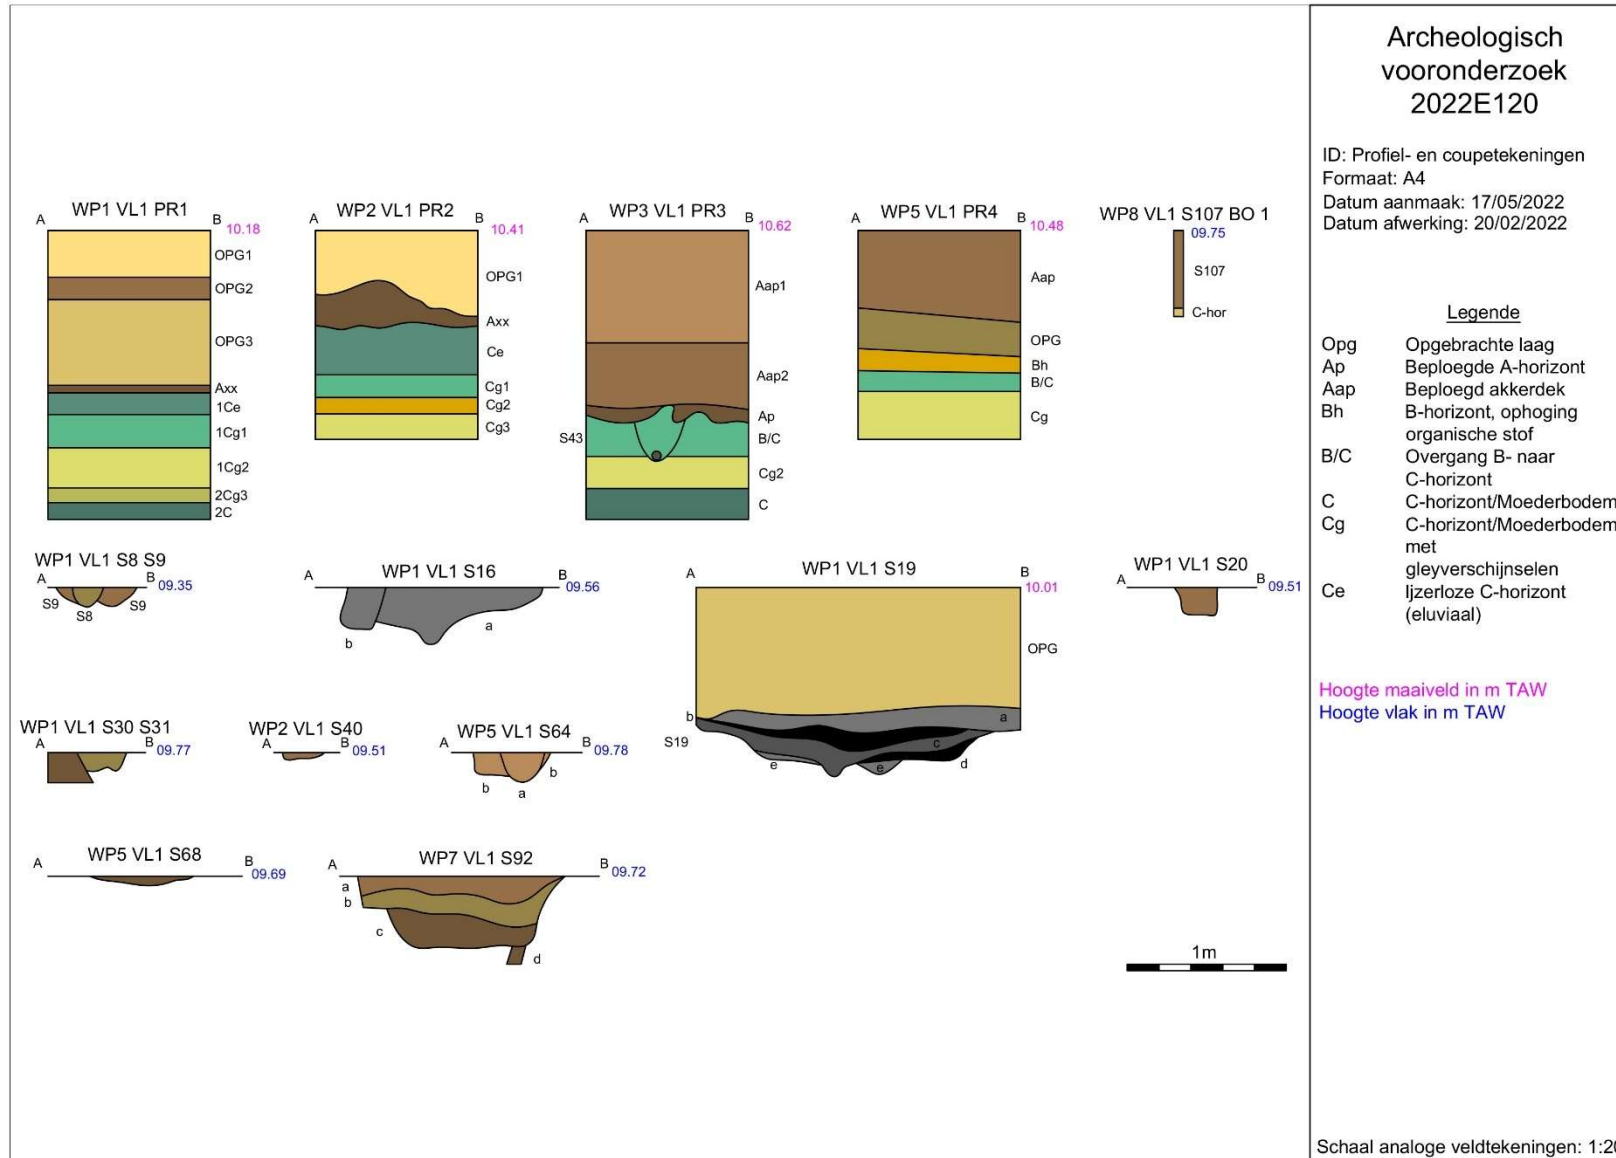 Archeologisch
vooronderzoek
2022E120
ID: Profiel- en coupetekeningen
Formaat: A4
Datum aanmaak: 17/05/2022
Datum afwerking: 20/02/2022
Legende
Opg Opgebrachte laag
Ap Beploegde A-horizont
Aap Beploegd akkerdek
Bh B-horizont, ophoging
organische stof
B/C Overgang B- naar
C-horizont
C C-horizont/Moederbodem
Cg C-horizont/Moederbodem
met
gleyverschijnselen
Ce Ijzerloze C-horizont
(eluviaal)
Hoogte maaiveld in m TAW
Hoogte vlak in m TAW
Schaal analoge veldtekeningen: 1:20
WP1 VL1 PR1
A B 10.18
OPG1
OPG2
OPG3
Axx
1Ce
1Cg1
1Cg2
2Cg3
2C
WP2 VL1 PR2
A B 10.41
OPG1
Axx
Ce
Cg1
Cg2
Cg3
WP3 VL1 PR3
A B 10.62
Aap1
Aap2
Ap
S43 B/C
Cg2
C
WP5 VL1 PR4
A B 10.48
Aap
OPG
Bh
B/C
Cg
WP8 VL1 S107 BO 1
09.75
S107
C-hor
WP1 VL1 S8 S9
A B 09.35
S9 S8 S9
WP1 VL1 S16
A B 09.56
b a
WP1 VL1 S19
A B 10.01
OPG
b a
S19 c
e e d
WP1 VL1 S20
A B 09.51
WP1 VL1 S30 S31
A B 09.77
WP2 VL1 S40
A B 09.51
WP5 VL1 S64
A B 09.78
b a b
WP5 VL1 S68
A B 09.69
WP7 VL1 S92
A B 09.72
a
b
c
d
1m